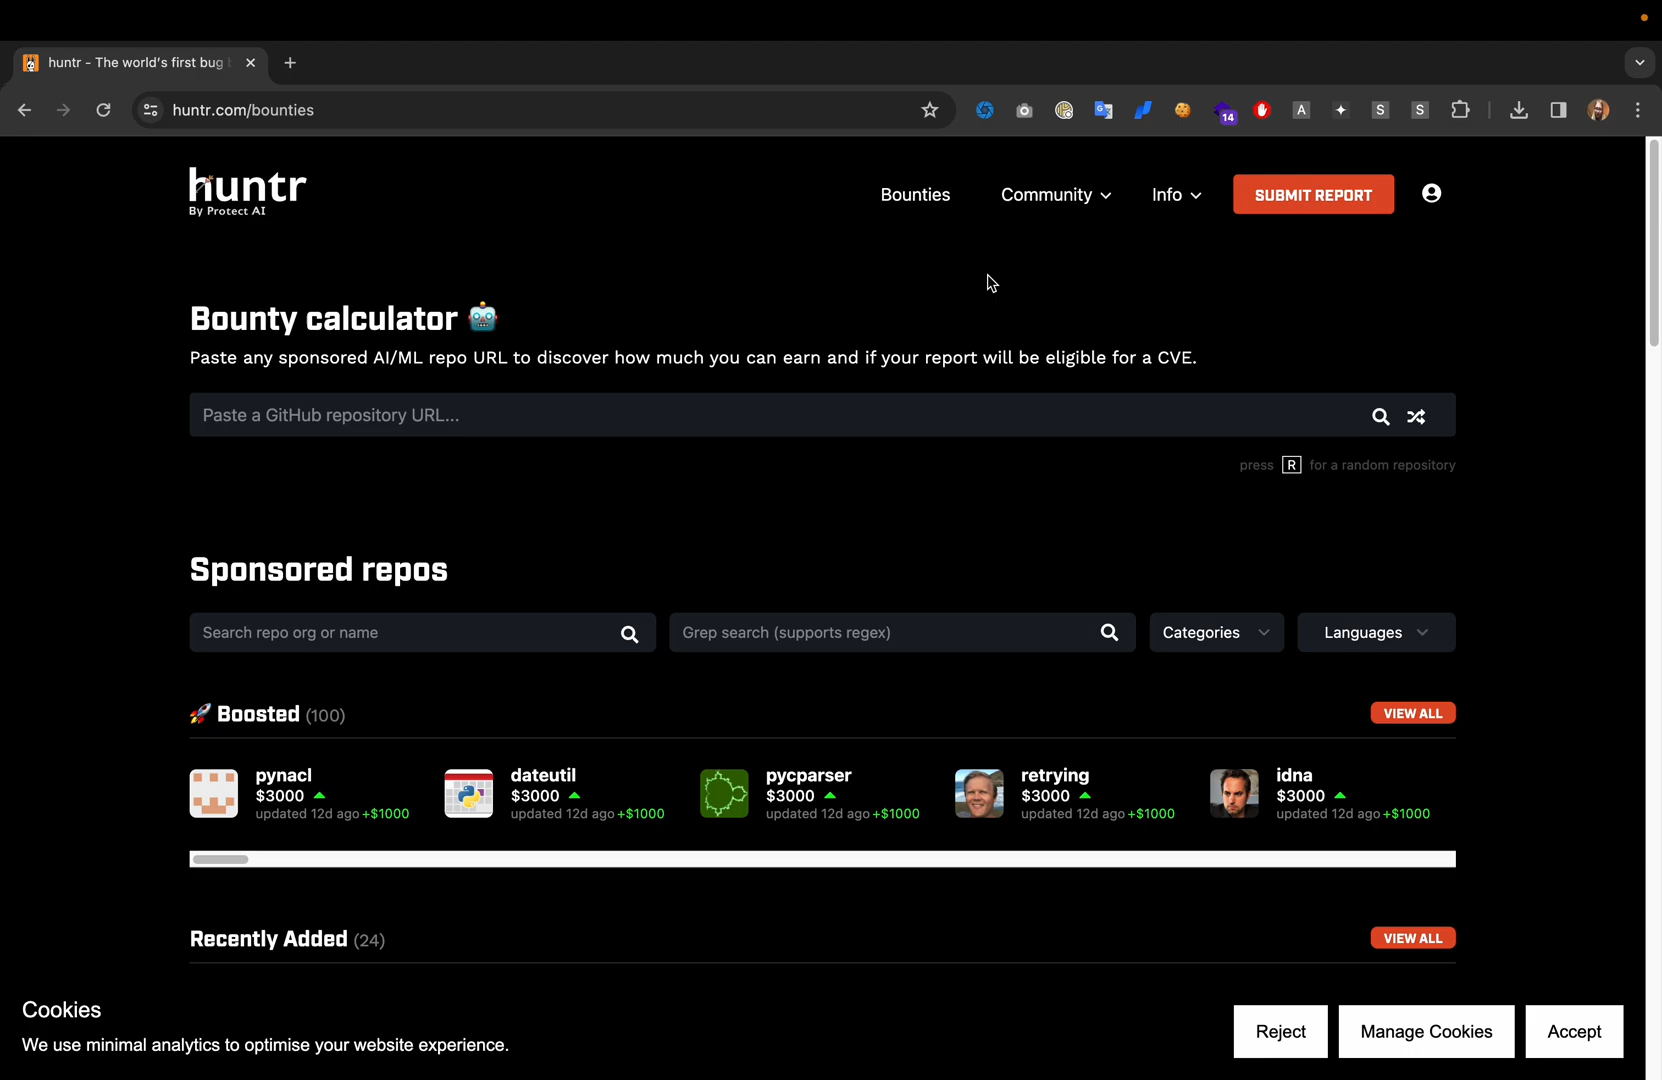 huntr - The world's first bug
huntr.com/bounties
14
A
S
S
huntr
By Protect AI
Bounties
Community
Info
SUBMIT REPORT
Bounty calculator
Paste any sponsored AI/ML repo URL to discover how much you can earn and if your report will be eligible for a CVE.
Paste a GitHub repository URL...
press R for a random repository
Sponsored repos
Search repo org or name
Grep search (supports regex)
Categories
Languages
Boosted (100)
VIEW ALL
pynacl
$3000
updated 12d ago +$1000
dateutil
$3000
updated 12d ago +$1000
pycparser
$3000
updated 12d ago +$1000
retrying
$3000
updated 12d ago +$1000
idna
$3000
updated 12d ago +$1000
Recently Added (24)
VIEW ALL
Cookies
We use minimal analytics to optimise your website experience.
Reject
Manage Cookies
Accept